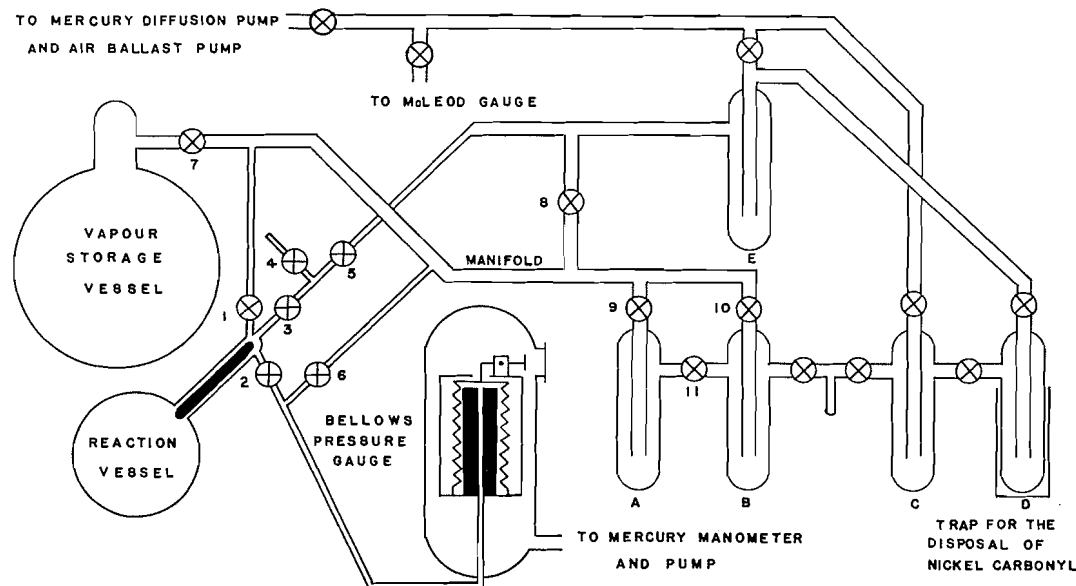 TO MERCURY DIFFUSION PUMP
AND AIR BALLAST PUMP
TO McLEOD GAUGE
7
VAPOUR
STORAGE
VESSEL
8
4
5
MANIFOLD
E
1
3
9
10
2
6
11
BELLOWS
PRESSURE
GAUGE
REACTION
VESSEL
A
B
C
D
TO MERCURY MANOMETER
AND PUMP
TRAP FOR THE
DISPOSAL OF
NICKEL CARBONYL